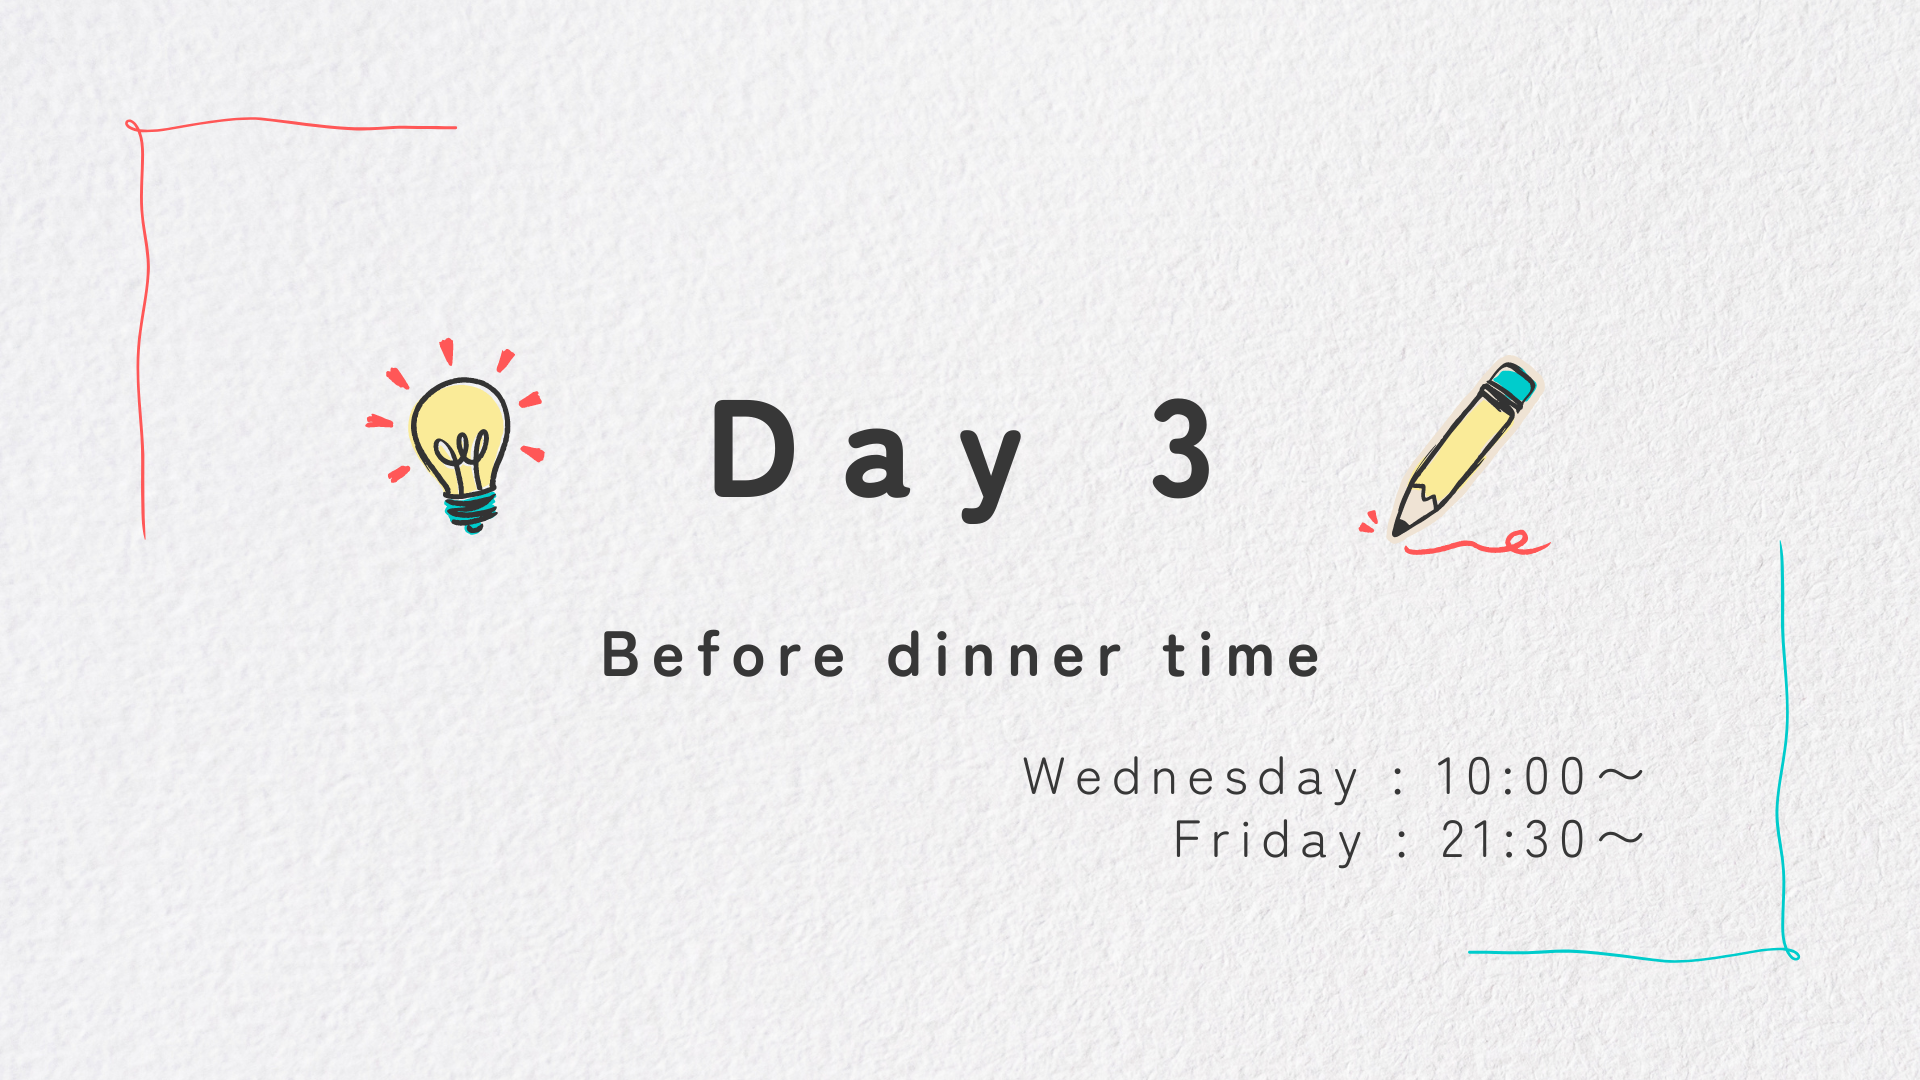 Day 3
Before dinner time
Wednesday : 10:00～
Friday : 21:30～